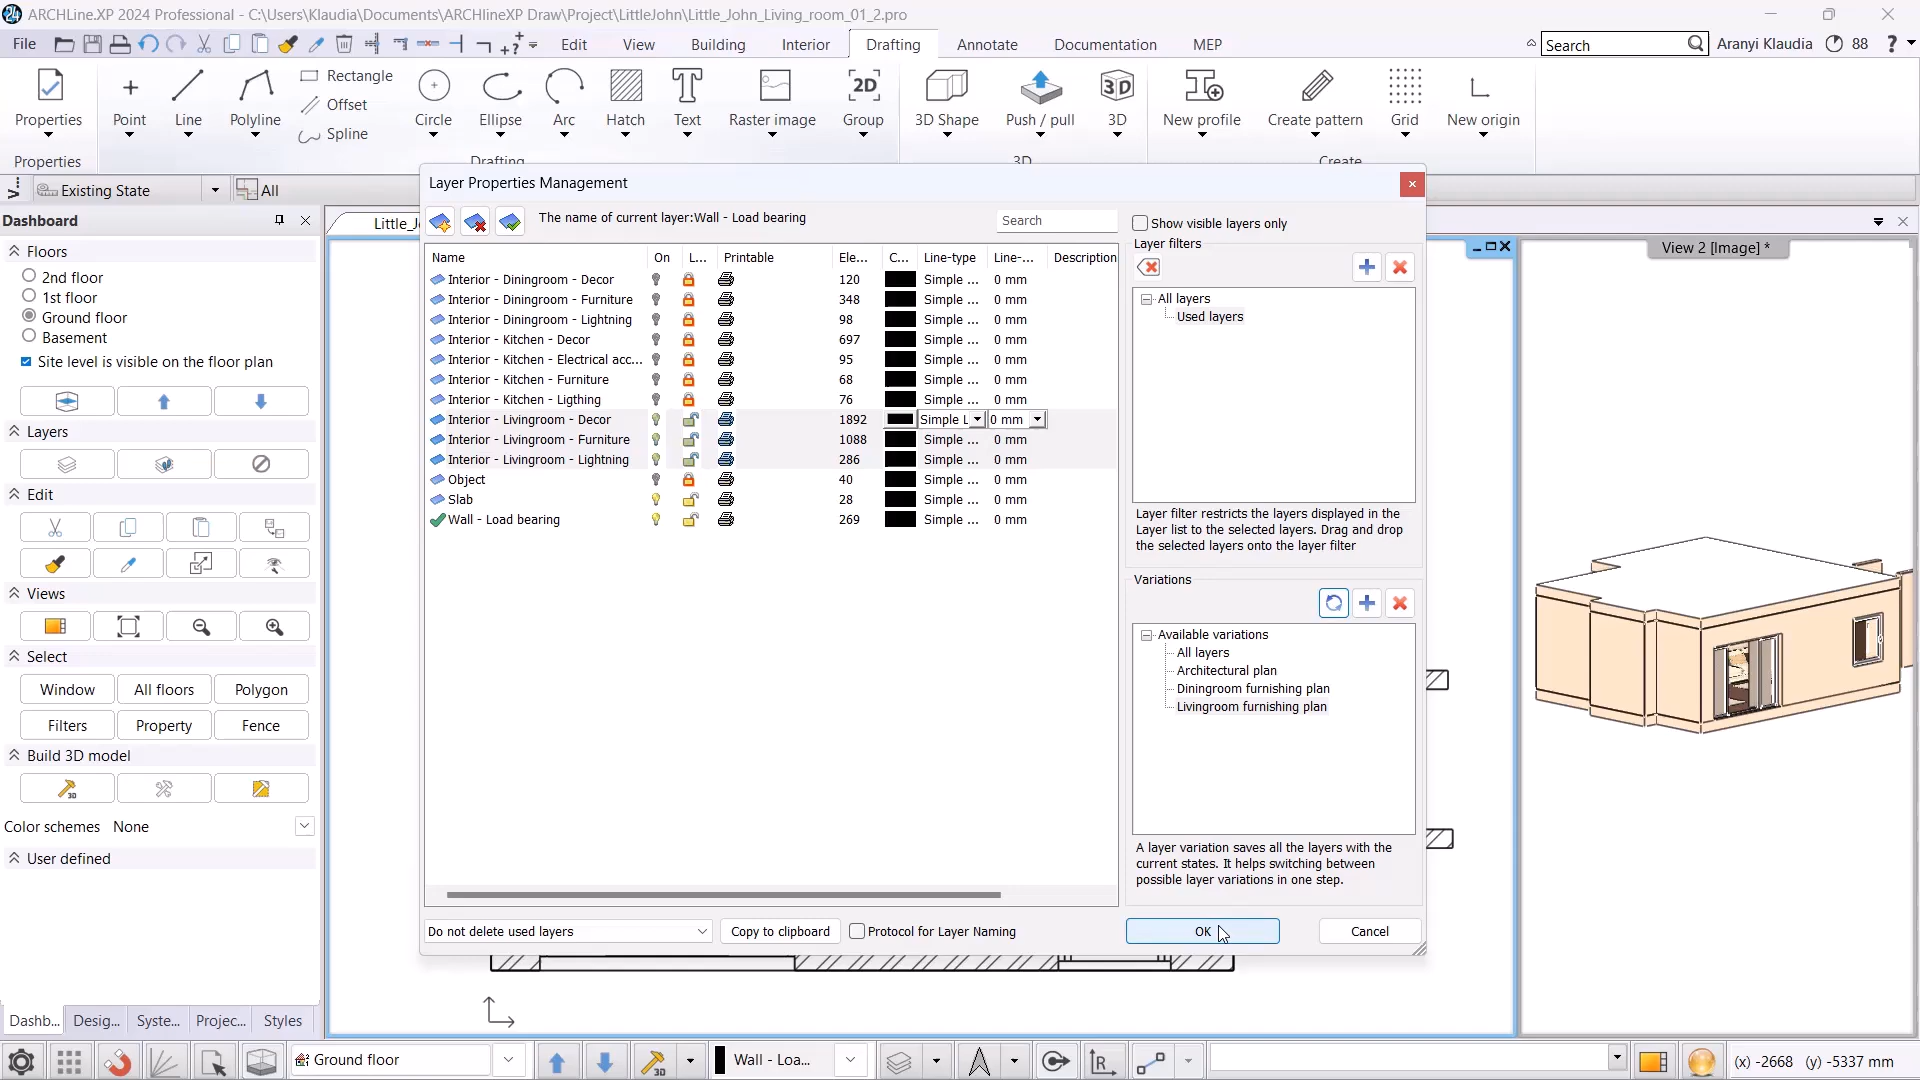 ARCHLine.XP 2024 Professional - C:\Users\Klaudia\Documents\ARCHlineXP Draw\Project\LittleJohn\Little_John_Living_room_01_2.pro
File
Edit
View
Building
Interior
Drafting
Annotate
Documentation
MEP
Search
Aranyi Klaudia
88
?
Properties
Point
Line
Polyline
Rectangle
Offset
Spline
Circle
Ellipse
Arc
Hatch
Text
Raster image
2D
Group
3D Shape
Push / pull
3D
3D
New profile
Create pattern
Grid
New origin
Properties
Drafting
3D
Create
Existing State
All
Dashboard
Floors
2nd floor
1st floor
Ground floor
Basement
Site level is visible on the floor plan
Layers
Edit
Views
Select
Window
All floors
Polygon
Filters
Property
Fence
Build 3D model
3D
Color schemes
None
User defined
Dashb...
Desig...
Syste...
Projec...
Styles
Little_J
Layer Properties Management
The name of current layer:Wall - Load bearing
Search
Name On L... Printable Ele... C... Line-type Line-... Description
Interior - Diningroom - Decor 120 Simple ... 0 mm
Interior - Diningroom - Furniture 348 Simple ... 0 mm
Interior - Diningroom - Lightning 98 Simple ... 0 mm
Interior - Kitchen - Decor 697 Simple ... 0 mm
Interior - Kitchen - Electrical acc... 95 Simple ... 0 mm
Interior - Kitchen - Furniture 68 Simple ... 0 mm
Interior - Kitchen - Ligthing 76 Simple ... 0 mm
Interior - Livingroom - Decor 1892 Simple L 0 mm
Interior - Livingroom - Furniture 1088 Simple ... 0 mm
Interior - Livingroom - Lightning 286 Simple ... 0 mm
Object 40 Simple ... 0 mm
Slab 28 Simple ... 0 mm
Wall - Load bearing 269 Simple ... 0 mm
Do not delete used layers
Copy to clipboard
Protocol for Layer Naming
Show visible layers only
Layer filters
All layers
Used layers
Layer filter restricts the layers displayed in the
Layer list to the selected layers. Drag and drop
the selected layers onto the layer filter
Variations
Available variations
All layers
Architectural plan
Diningroom furnishing plan
Livingroom furnishing plan
A layer variation saves all the layers with the
current states. It helps switching between
possible layer variations in one step.
OK
Cancel
View 2 [Image] *
Ground floor
3D
Wall - Loa...
R
(x) -2668 (y) -5337 mm